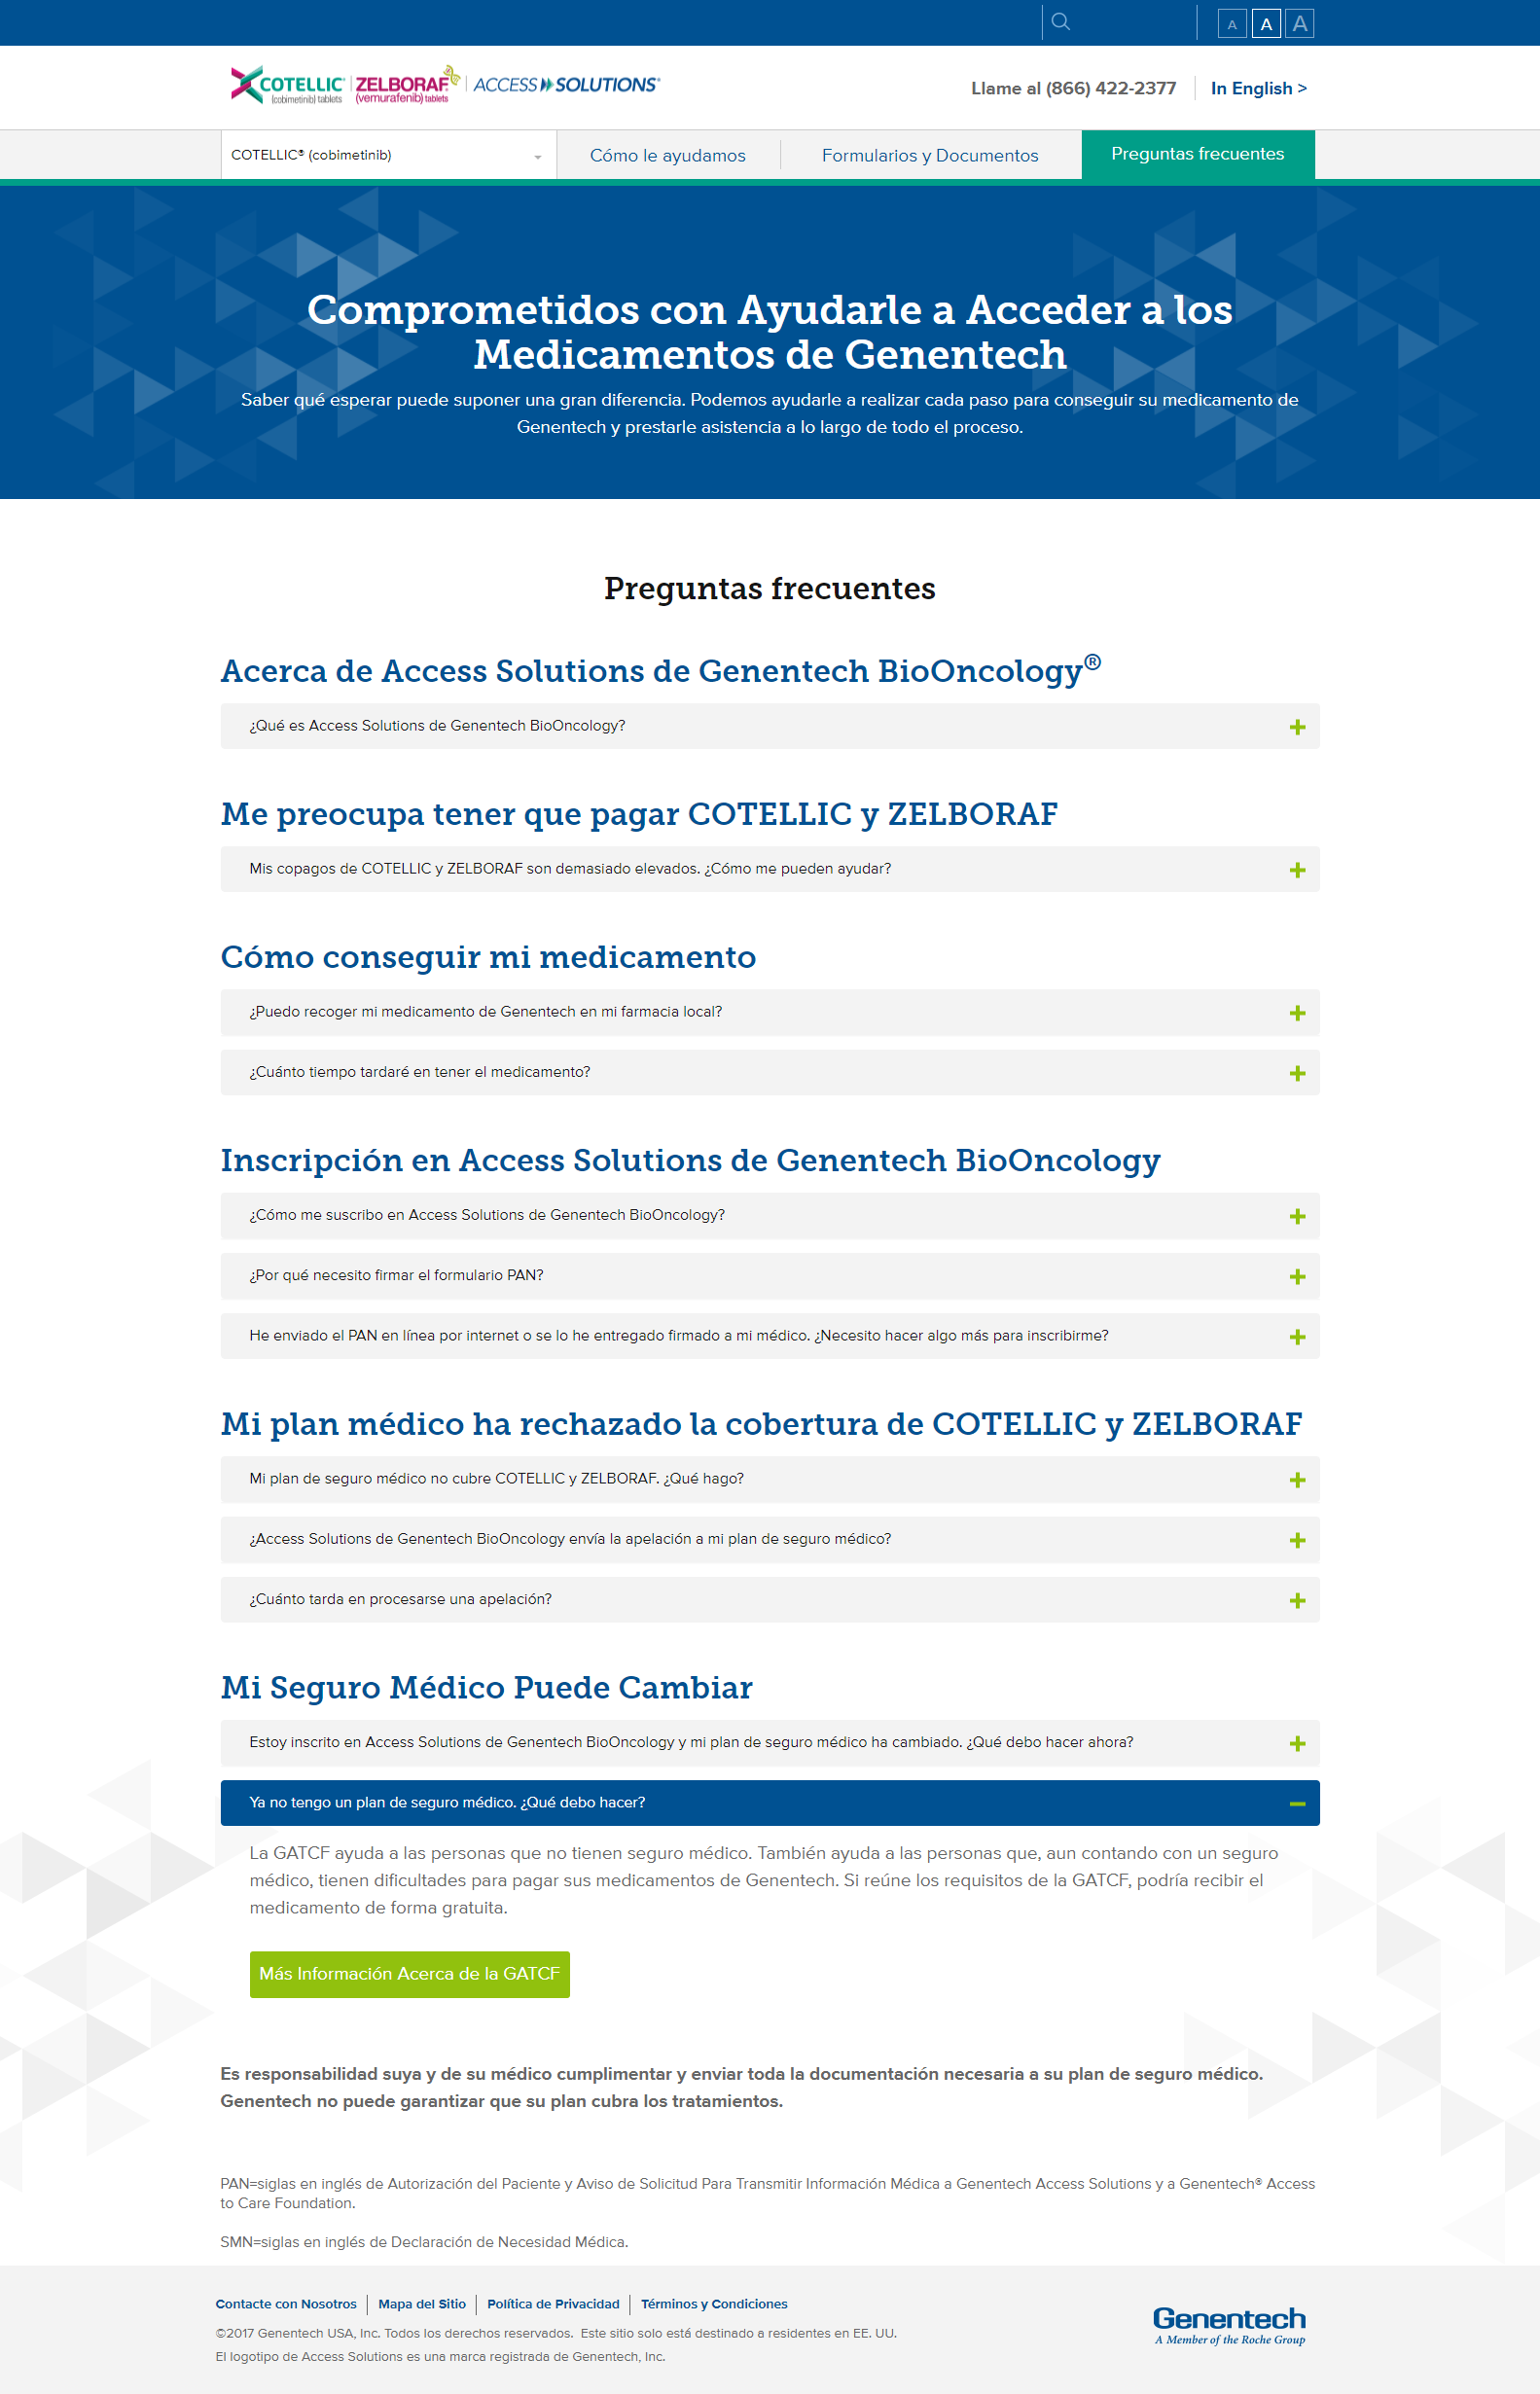 A A A
COTELLIC® ZELBORAF® ACCESS SOLUTIONS®
(cobimetinib) tablets (vemurafenib) tablets
Llame al (866) 422-2377 In English >
COTELLIC® (cobimetinib) Cómo le ayudamos Formularios y Documentos Preguntas frecuentes
Comprometidos con Ayudarle a Acceder a los
Medicamentos de Genentech
Saber qué esperar puede suponer una gran diferencia. Podemos ayudarle a realizar cada paso para conseguir su medicamento de
Genentech y prestarle asistencia a lo largo de todo el proceso.
Preguntas frecuentes
Acerca de Access Solutions de Genentech BioOncology®
¿Qué es Access Solutions de Genentech BioOncology?
Me preocupa tener que pagar COTELLIC y ZELBORAF
Mis copagos de COTELLIC y ZELBORAF son demasiado elevados. ¿Cómo me pueden ayudar?
Cómo conseguir mi medicamento
¿Puedo recoger mi medicamento de Genentech en mi farmacia local?
¿Cuánto tiempo tardaré en tener el medicamento?
Inscripción en Access Solutions de Genentech BioOncology
¿Cómo me suscribo en Access Solutions de Genentech BioOncology?
¿Por qué necesito firmar el formulario PAN?
He enviado el PAN en línea por internet o se lo he entregado firmado a mi médico. ¿Necesito hacer algo más para inscribirme?
Mi plan médico ha rechazado la cobertura de COTELLIC y ZELBORAF
Mi plan de seguro médico no cubre COTELLIC y ZELBORAF. ¿Qué hago?
¿Access Solutions de Genentech BioOncology envía la apelación a mi plan de seguro médico?
¿Cuánto tarda en procesarse una apelación?
Mi Seguro Médico Puede Cambiar
Estoy inscrito en Access Solutions de Genentech BioOncology y mi plan de seguro médico ha cambiado. ¿Qué debo hacer ahora?
Ya no tengo un plan de seguro médico. ¿Qué debo hacer?
La GATCF ayuda a las personas que no tienen seguro médico. También ayuda a las personas que, aun contando con un seguro
médico, tienen dificultades para pagar sus medicamentos de Genentech. Si reúne los requisitos de la GATCF, podría recibir el
medicamento de forma gratuita.
Más Información Acerca de la GATCF
Es responsabilidad suya y de su médico cumplimentar y enviar toda la documentación necesaria a su plan de seguro médico.
Genentech no puede garantizar que su plan cubra los tratamientos.
PAN=siglas en inglés de Autorización del Paciente y Aviso de Solicitud Para Transmitir Información Médica a Genentech Access Solutions y a Genentech® Access
to Care Foundation.
SMN=siglas en inglés de Declaración de Necesidad Médica.
Contacte con Nosotros Mapa del Sitio Política de Privacidad Términos y Condiciones
©2017 Genentech USA, Inc. Todos los derechos reservados. Este sitio solo está destinado a residentes en EE. UU.
El logotipo de Access Solutions es una marca registrada de Genentech, Inc.
Genentech
A Member of the Roche Group